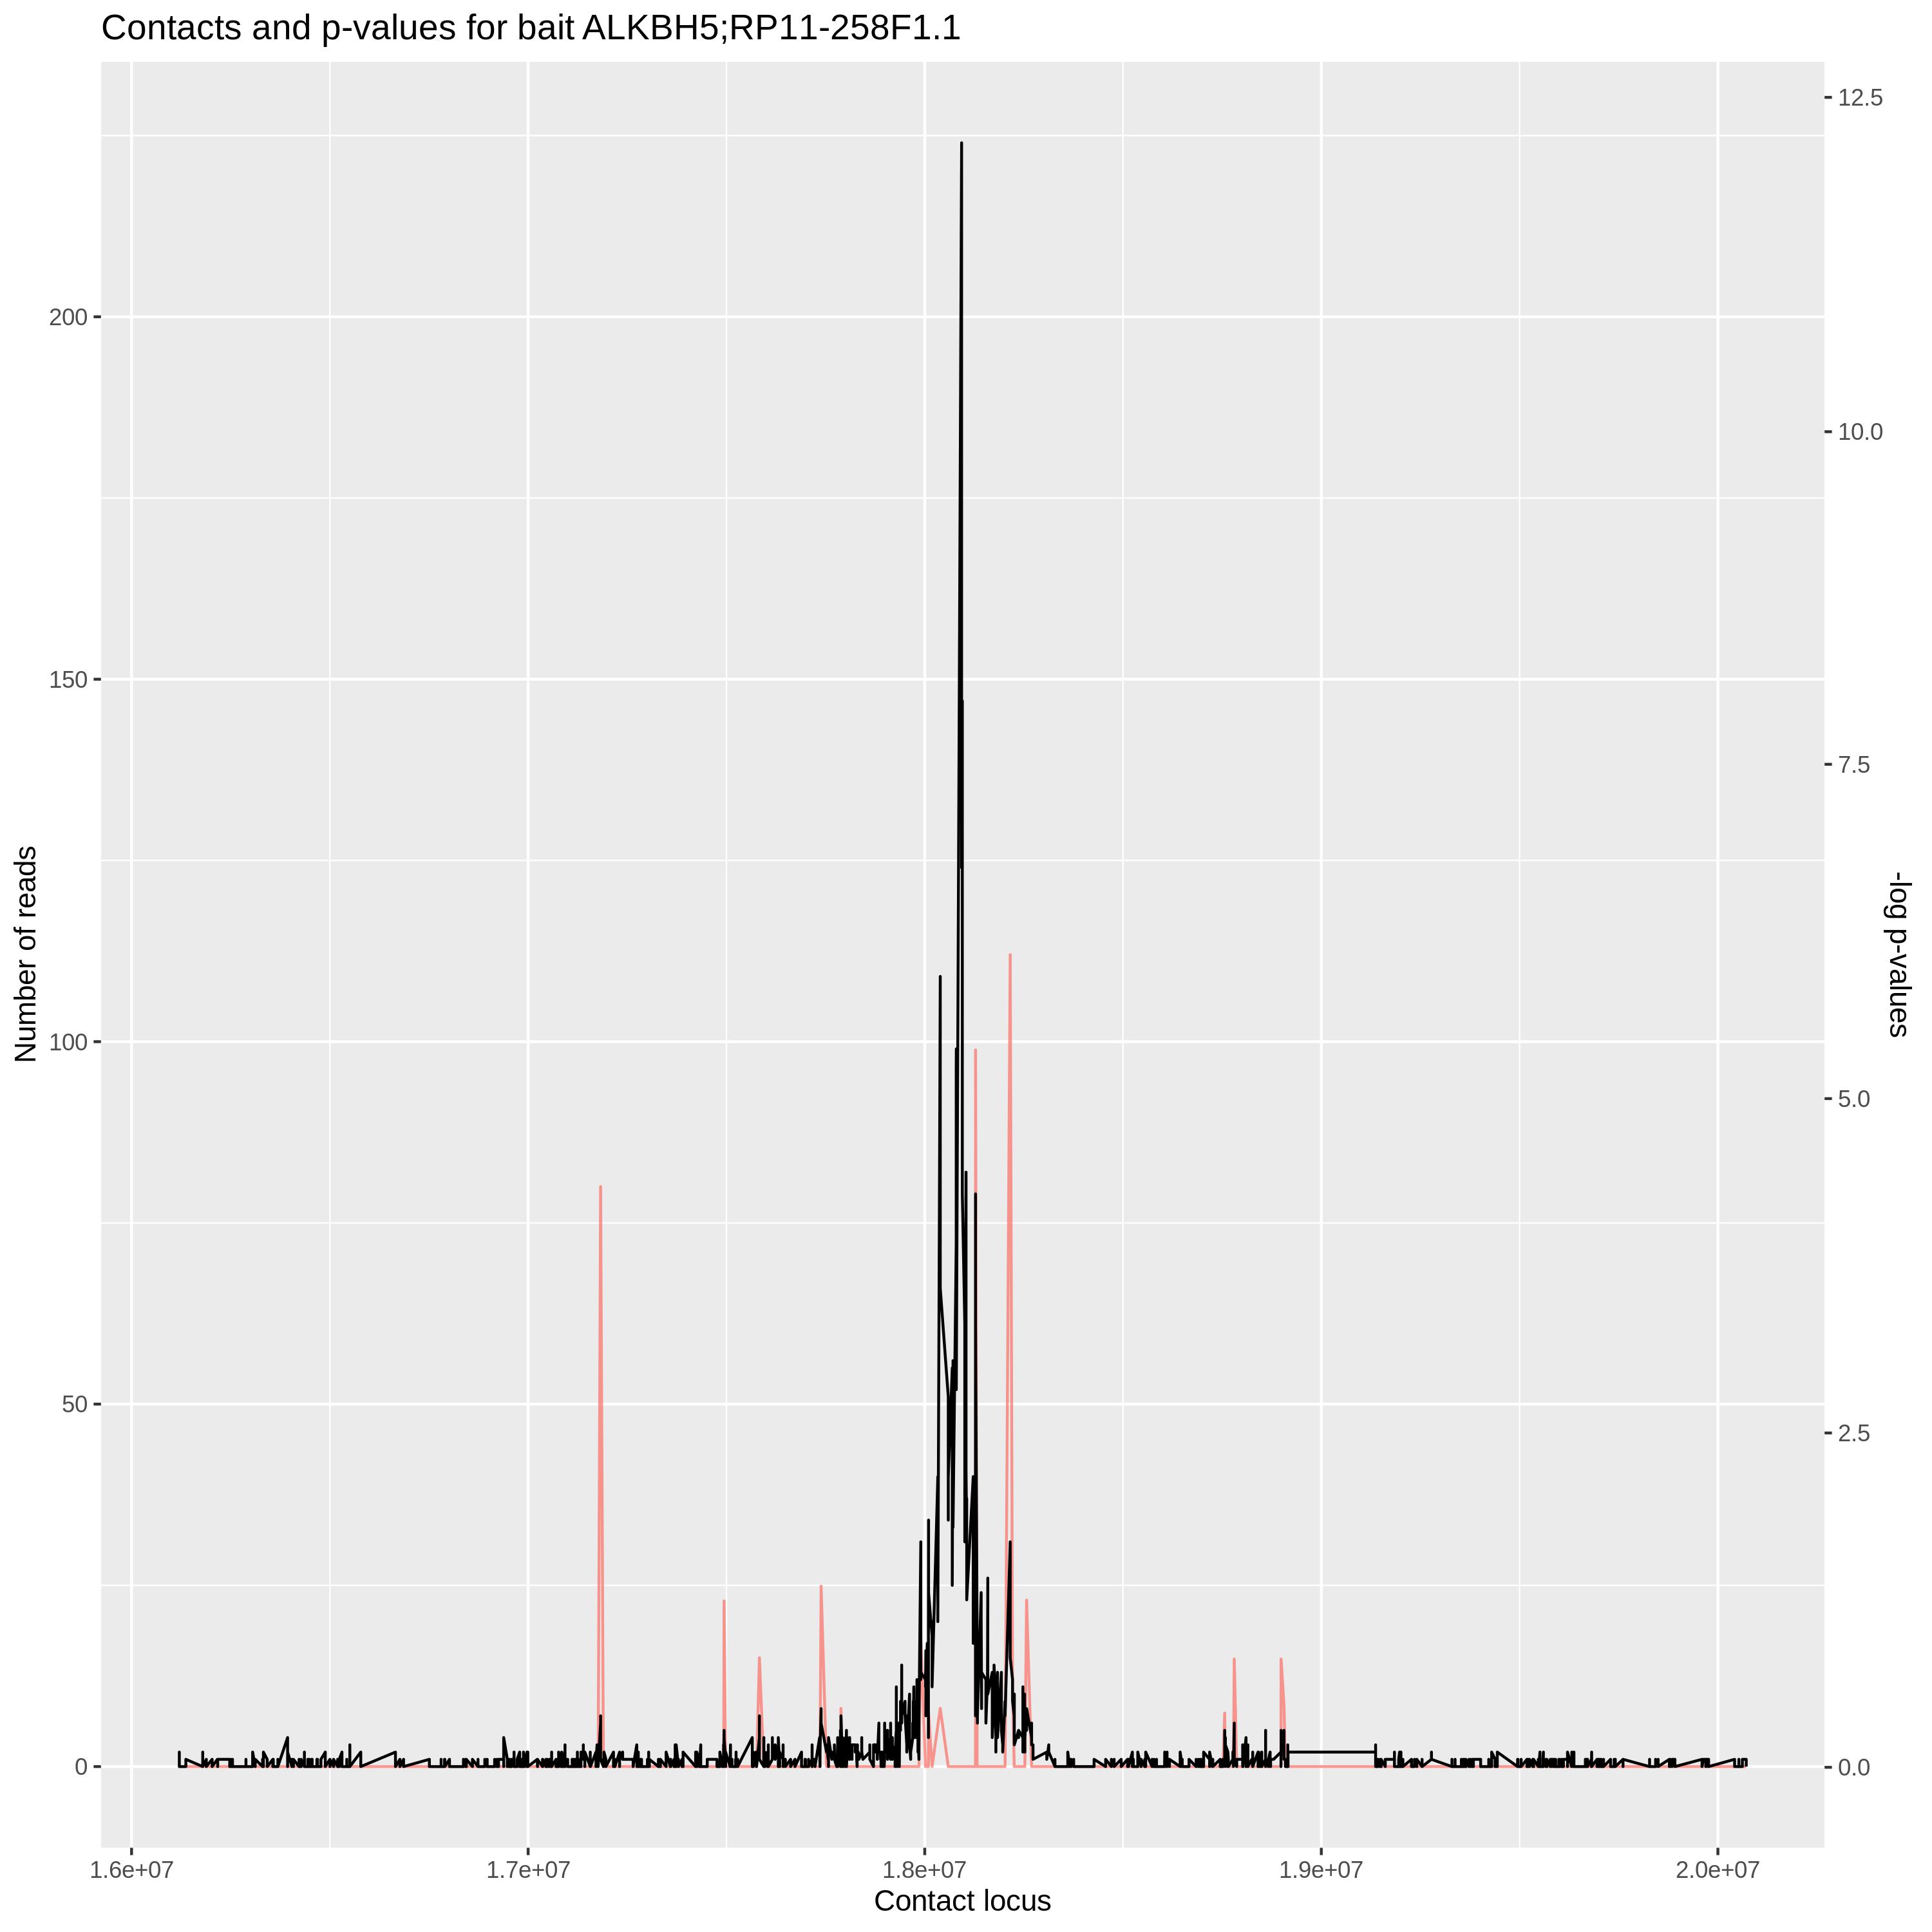 Contacts and p-values for bait ALKBH5;RP11-258F1.1
Number of reads
200
150
100
50
0
12.5
10.0
7.5
5.0
2.5
0.0
-log p-values
1.6e+07
1.7e+07
1.8e+07
1.9e+07
2.0e+07
Contact locus